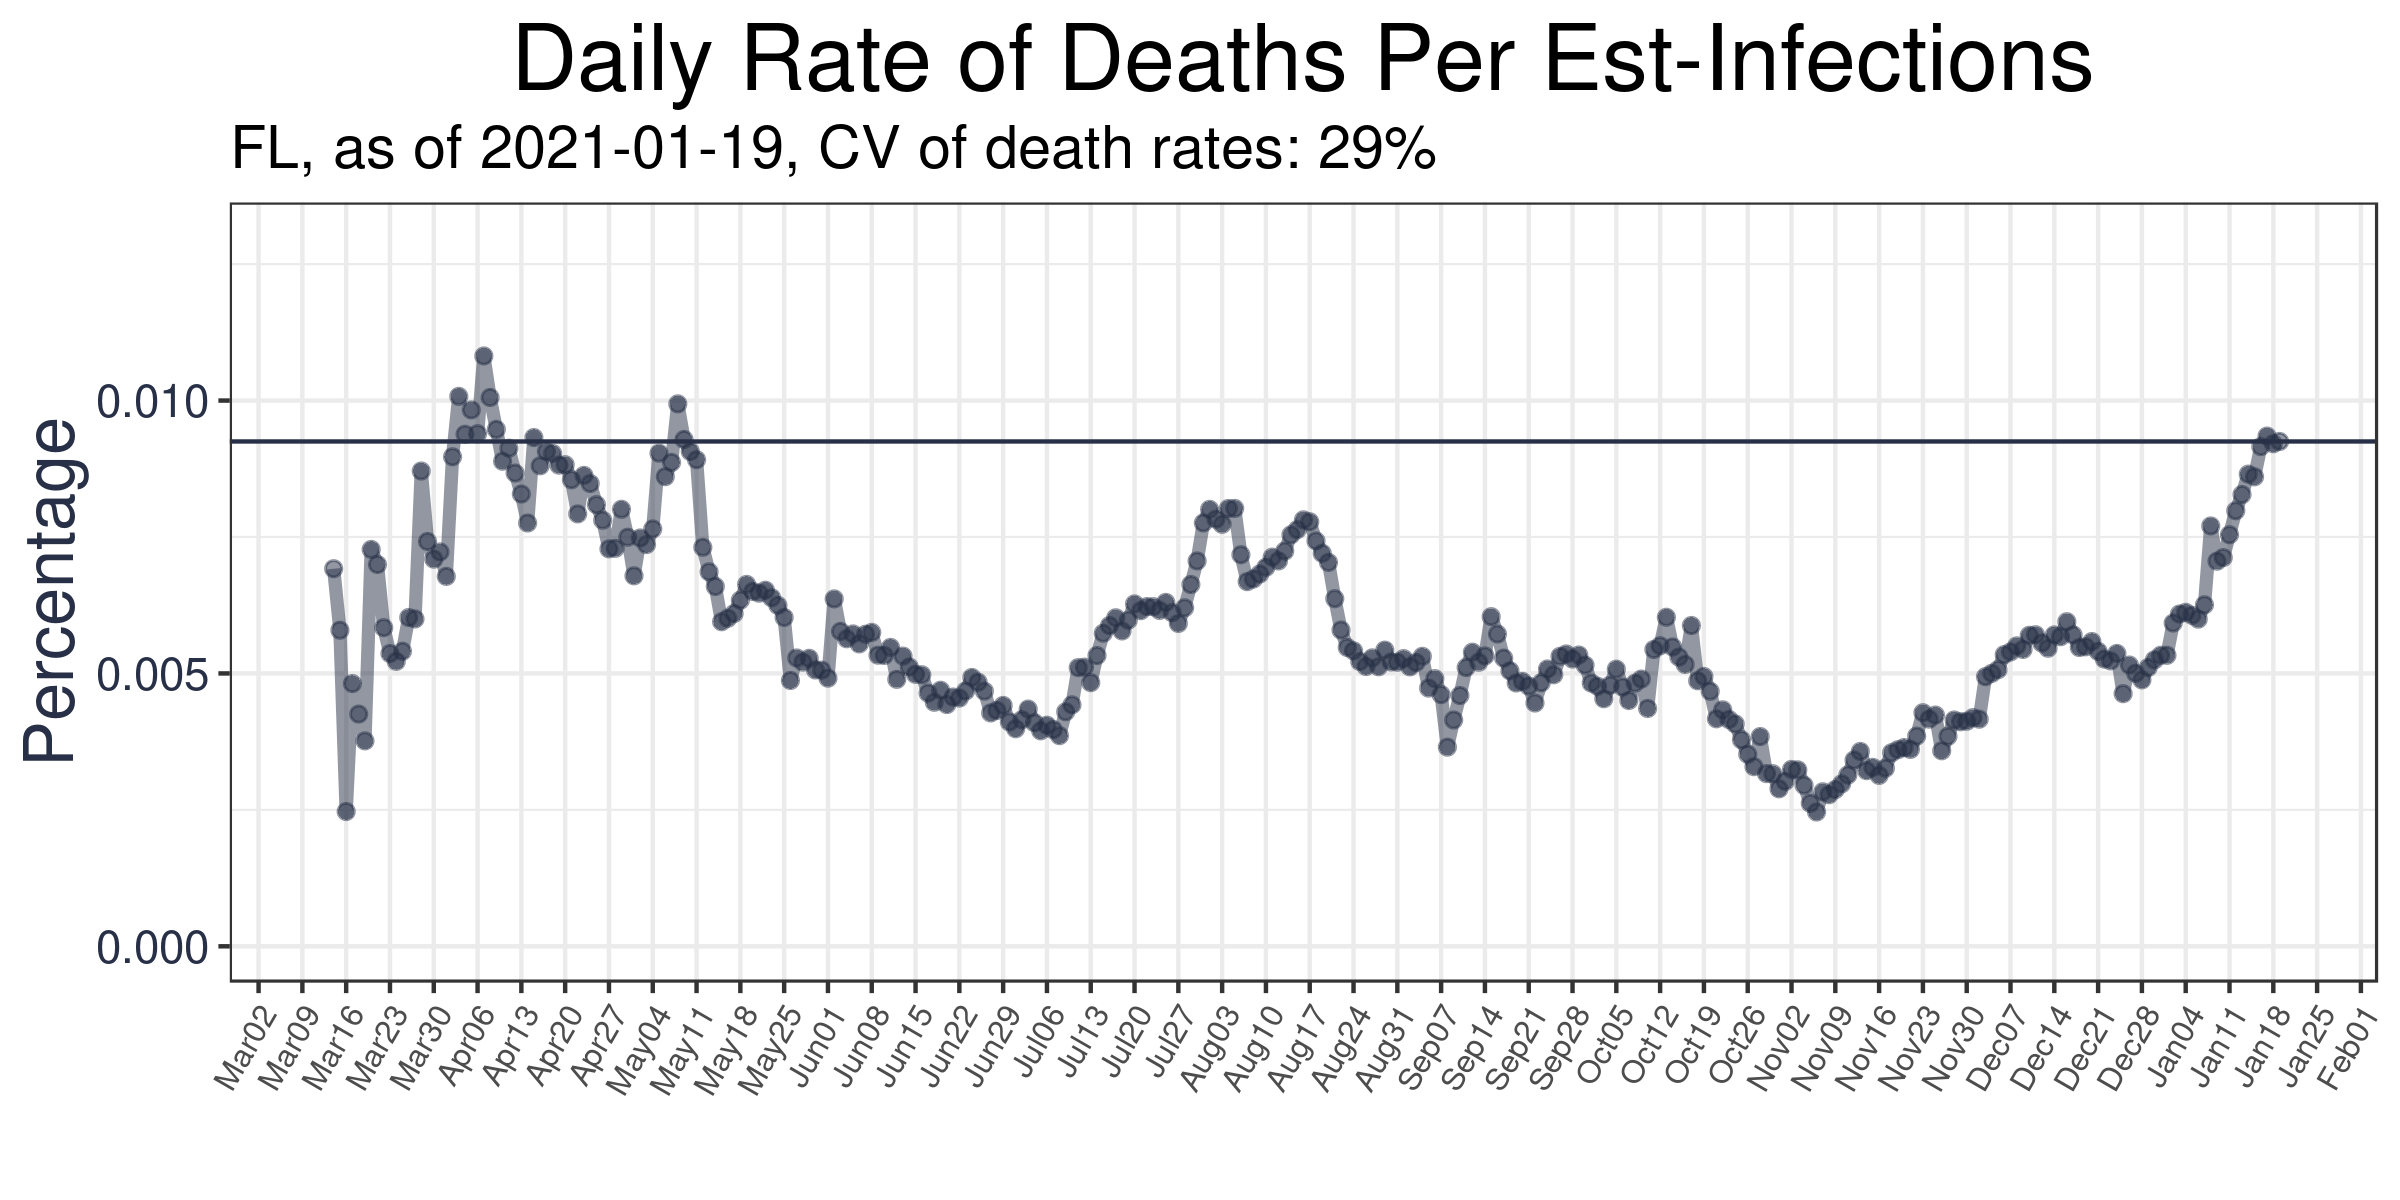 Daily Rate of Deaths Per Est-Infections
FL, as of 2021-01-19, CV of death rates: 29%
Percentage
0.010
0.005
0.000
Mar02
Mar09
Mar16
Mar23
Mar30
Apr06
Apr13
Apr20
Apr27
May04
May11
May18
May25
Jun01
Jun08
Jun15
Jun22
Jun29
Jul06
Jul13
Jul20
Jul27
Aug03
Aug10
Aug17
Aug24
Aug31
Sep07
Sep14
Sep21
Sep28
Oct05
Oct12
Oct19
Oct26
Nov02
Nov09
Nov16
Nov23
Nov30
Dec07
Dec14
Dec21
Dec28
Jan04
Jan11
Jan18
Jan25
Feb01